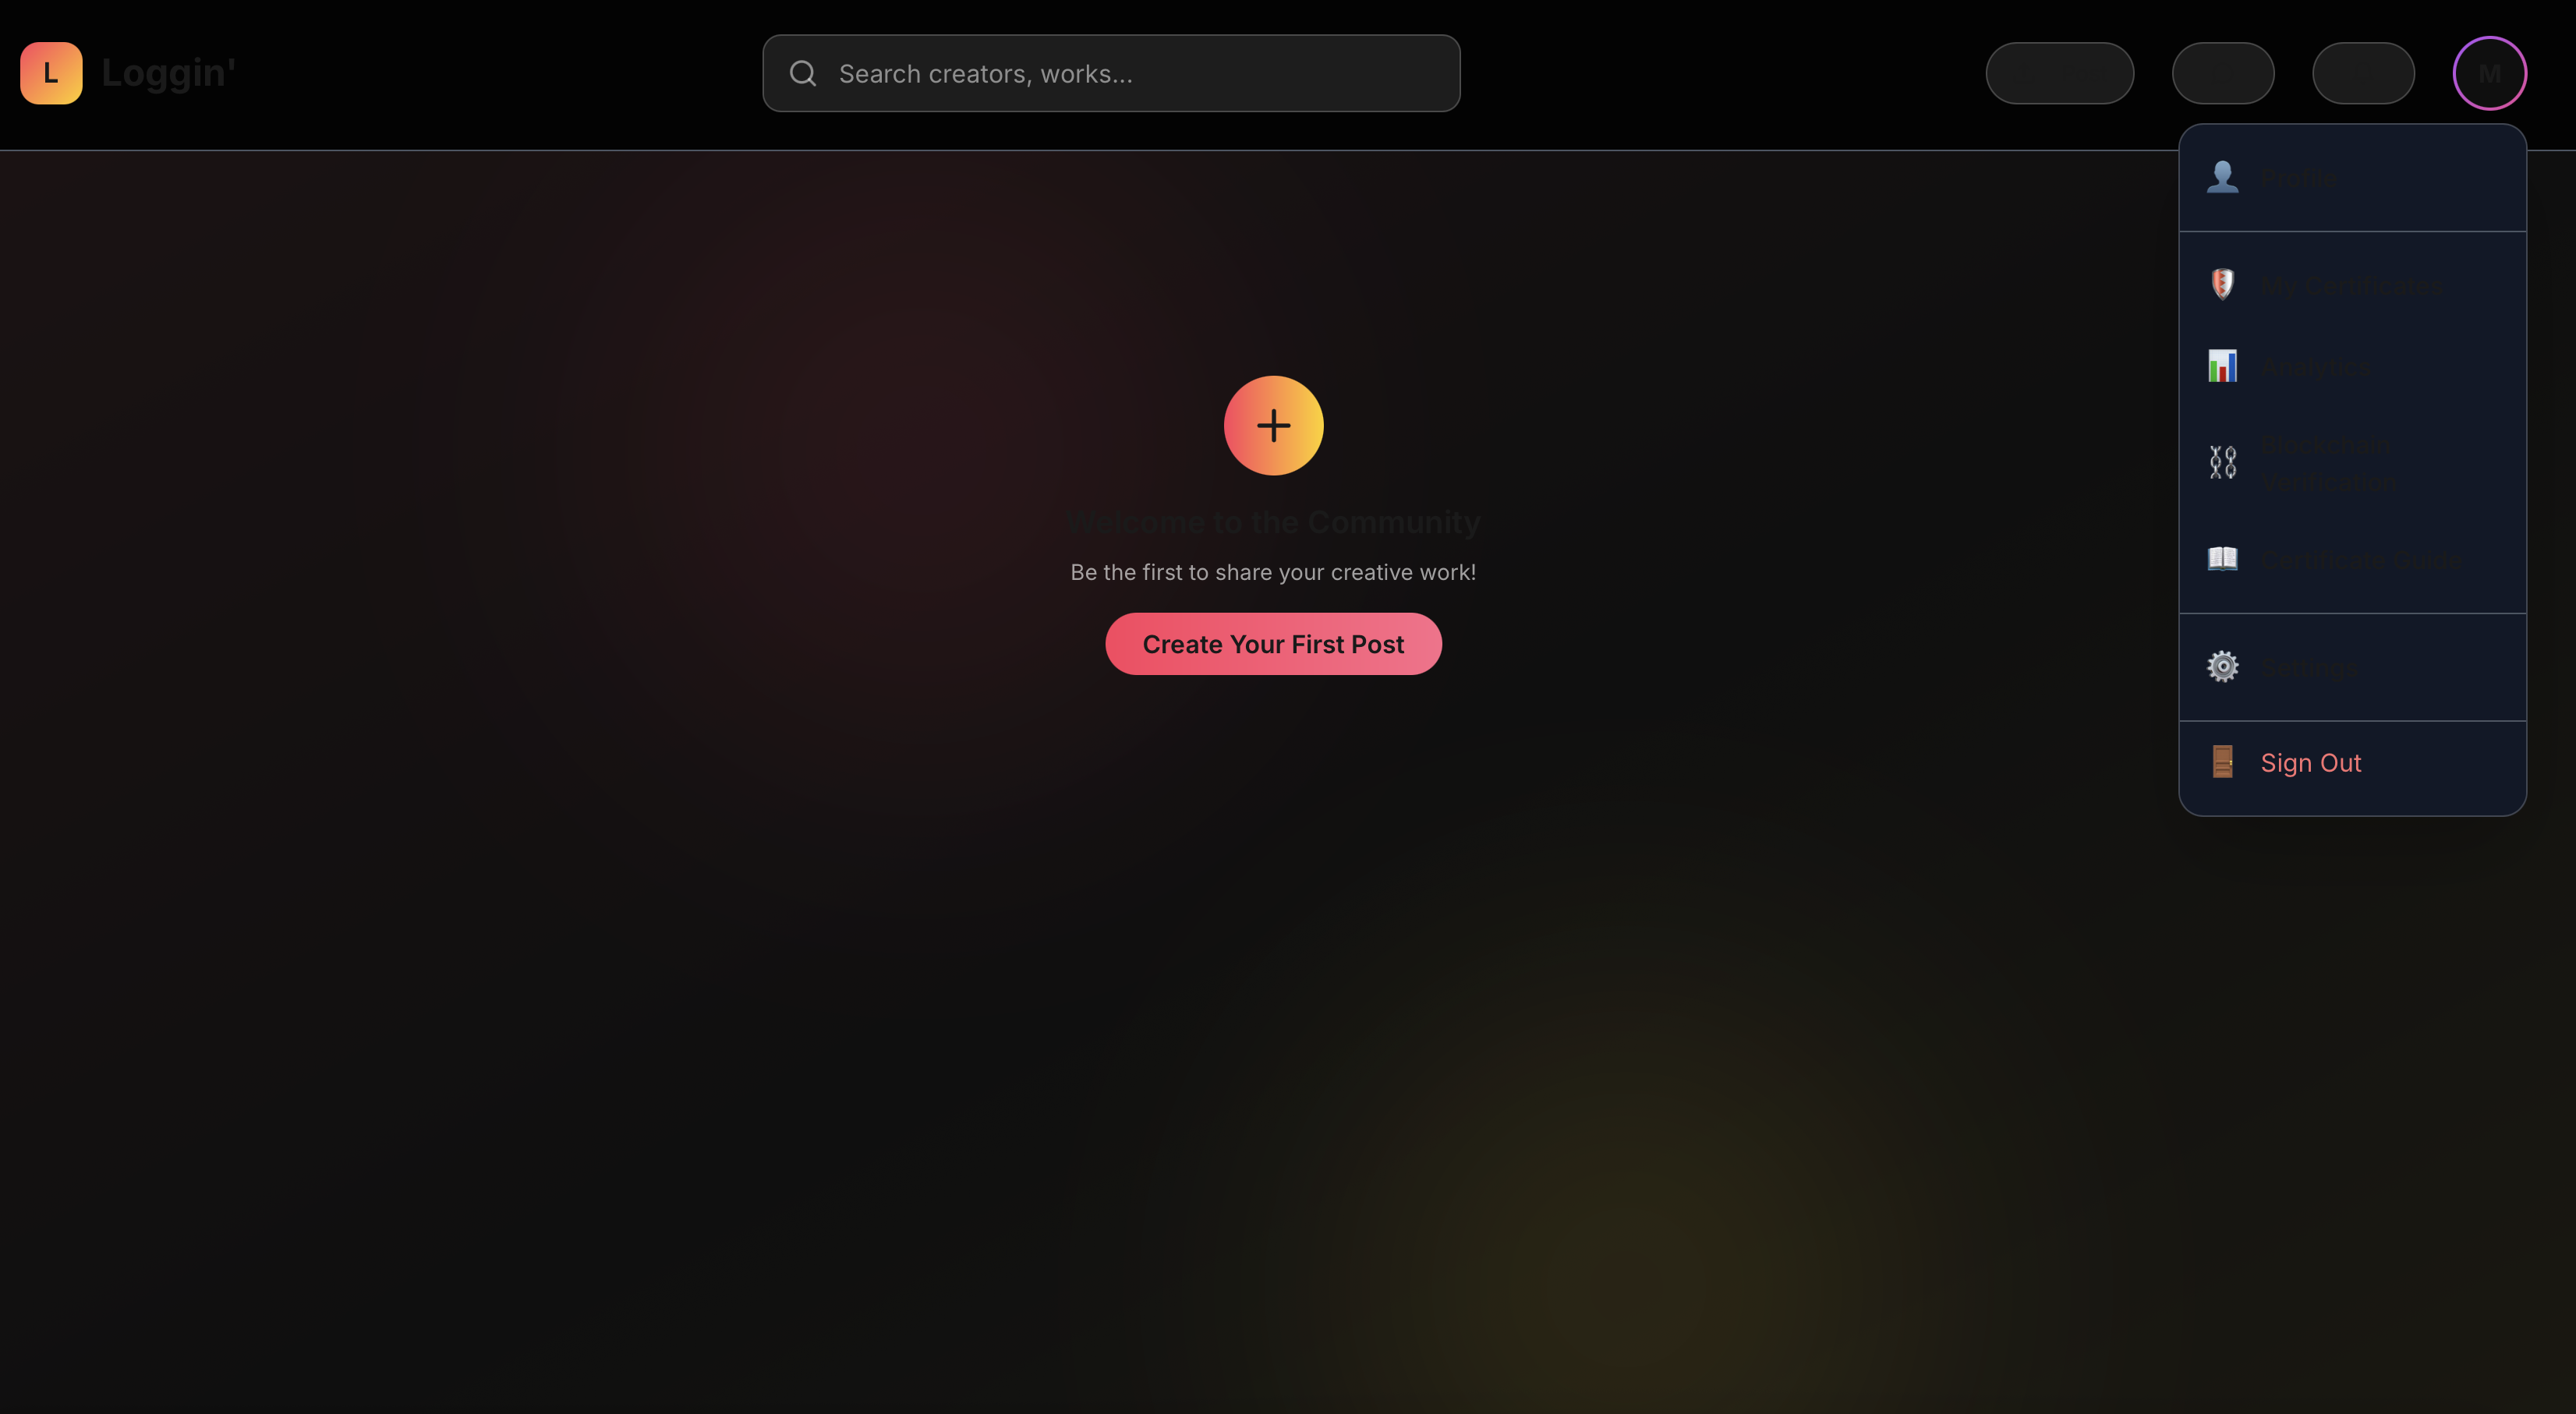 L
Loggin'
Search creators, works...
M
Profile
My Certificates
Analytics
Blockchain
Verification
Certificate Guide
Settings
Sign Out
Welcome to the Community
Be the first to share your creative work!
Create Your First Post